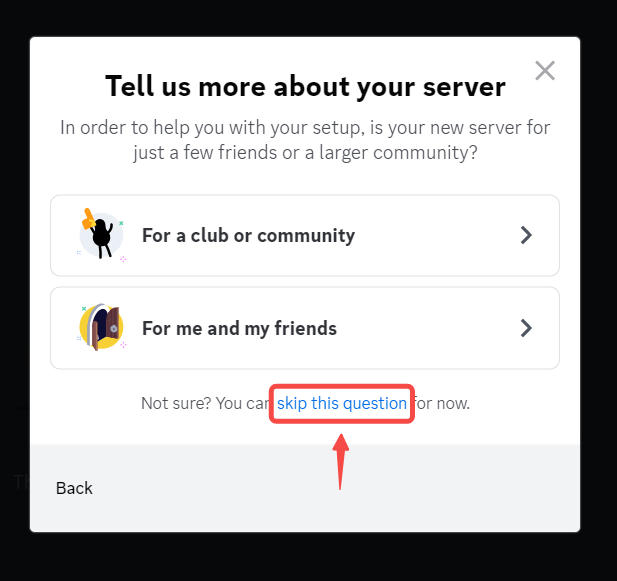 Tell us more about your server
In order to help you with your setup, is your new server for
just a few friends or a larger community?
For a club or community
For me and my friends
Not sure? You can skip this question for now.
Back